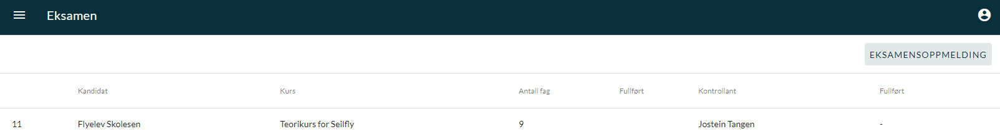 Eksamen
EKSAMENSOPPMELDING
Kandidat Kurs Antall fag Fullført Kontrollant Fullført
11 Flyelev Skolesen Teorikurs for Seilfly 9 Jostein Tangen -